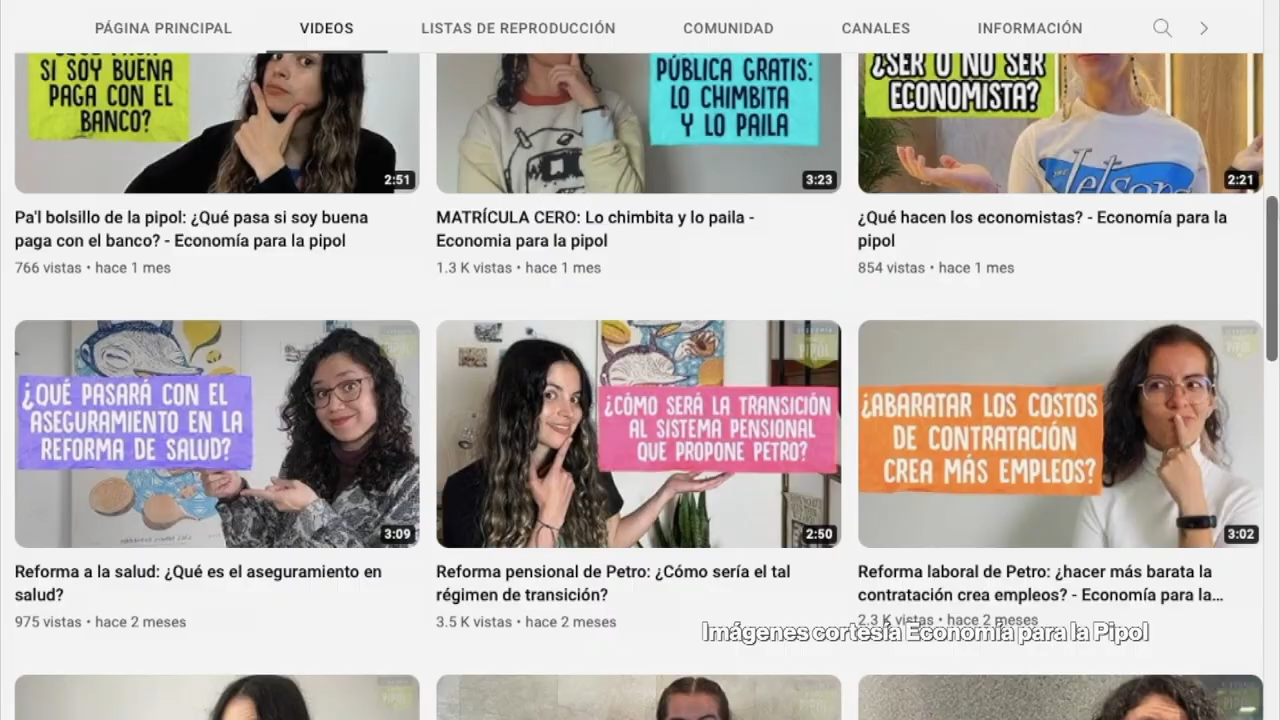 PÁGINA PRINCIPAL VIDEOS LISTAS DE REPRODUCCIÓN COMUNIDAD CANALES INFORMACIÓN
SI SOY BUENA
PAGA CON EL
BANCO?
2:51
PÚBLICA GRATIS:
LO CHIMBITA
Y LO PAILA
3:23
¿SER O NO SER
ECONOMISTA?
Jetsons
2:21
Pa'l bolsillo de la pipol: ¿Qué pasa si soy buena
paga con el banco? - Economía para la pipol
766 vistas • hace 1 mes
MATRÍCULA CERO: Lo chimbita y lo paila -
Economia para la pipol
1.3 K vistas • hace 1 mes
¿Qué hacen los economistas? - Economía para la
pipol
854 vistas • hace 1 mes
¿QUÉ PASARÁ CON EL
ASEGURAMIENTO EN LA
REFORMA DE SALUD?
3:09
¿CÓMO SERÁ LA TRANSICIÓN
AL SISTEMA PENSIONAL
QUE PROPONE PETRO?
2:50
¿ABARATAR LOS COSTOS
DE CONTRATACIÓN
CREA MÁS EMPLEOS?
3:02
Reforma a la salud: ¿Qué es el aseguramiento en
salud?
975 vistas • hace 2 meses
Reforma pensional de Petro: ¿Cómo sería el tal
régimen de transición?
3.5 K vistas • hace 2 meses
Reforma laboral de Petro: ¿hacer más barata la
contratación crea empleos? - Economía para la...
2.3 K vistas • hace 2 meses
Imágenes cortesía Economía para la Pipol